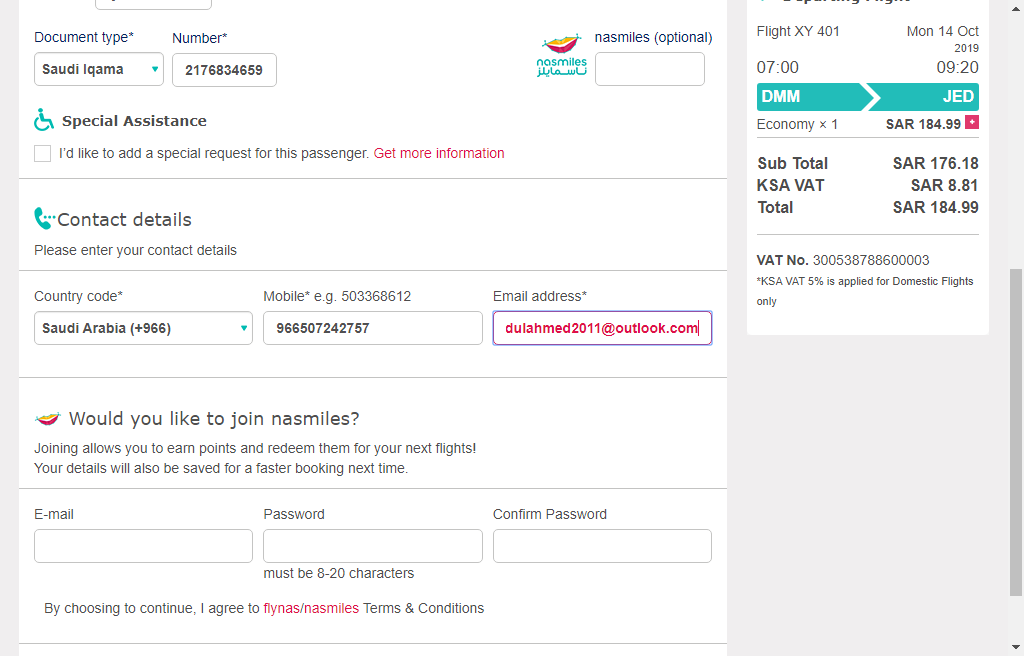 Document type*
Number*
nasmiles (optional)
Saudi Iqama
2176834659
nasmiles
ناسمايلز
Special Assistance
I'd like to add a special request for this passenger. Get more information
Contact details
Please enter your contact details
Country code*
Mobile* e.g. 503368612
Email address*
Saudi Arabia (+966)
966507242757
dulahmed2011@outlook.com
Would you like to join nasmiles?
Joining allows you to earn points and redeem them for your next flights!
Your details will also be saved for a faster booking next time.
E-mail
Password
Confirm Password
must be 8-20 characters
By choosing to continue, I agree to flynas/nasmiles Terms & Conditions
Departing Flight
Flight XY 401
Mon 14 Oct
2019
07:00
09:20
DMM
JED
Economy × 1
SAR 184.99 +
Sub Total SAR 176.18
KSA VAT SAR 8.81
Total SAR 184.99
VAT No. 300538788600003
*KSA VAT 5% is applied for Domestic Flights
only